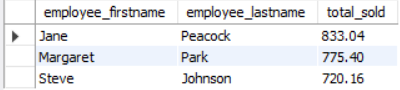 employee_firstname employee_lastname total_sold
Jane Peacock 833.04
Margaret Park 775.40
Steve Johnson 720.16